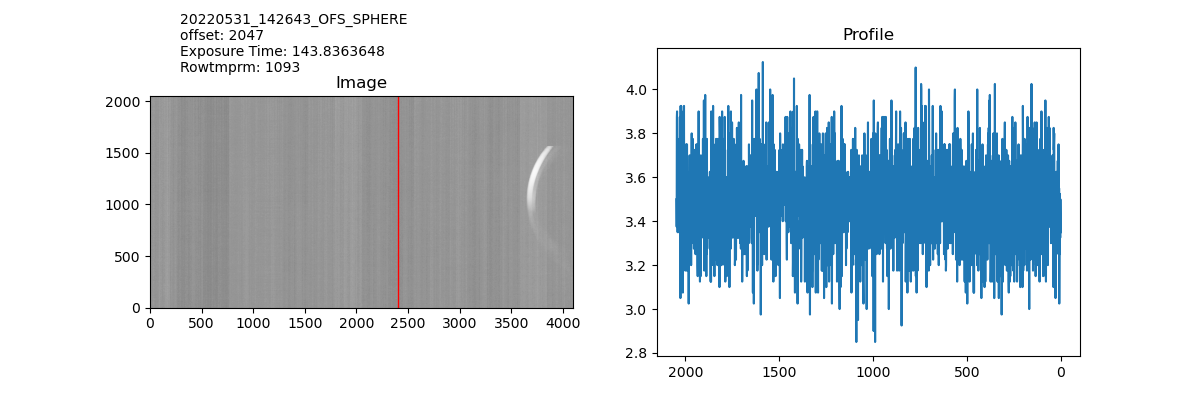 20220531_142643_OFS_SPHERE
offset: 2047
Exposure Time: 143.8363648
Rowtmprm: 1093
Image
2000
1500
1000
500
0
0 500 1000 1500 2000 2500 3000 3500 4000
Profile
4.0
3.8
3.6
3.4
3.2
3.0
2.8
2000 1500 1000 500 0